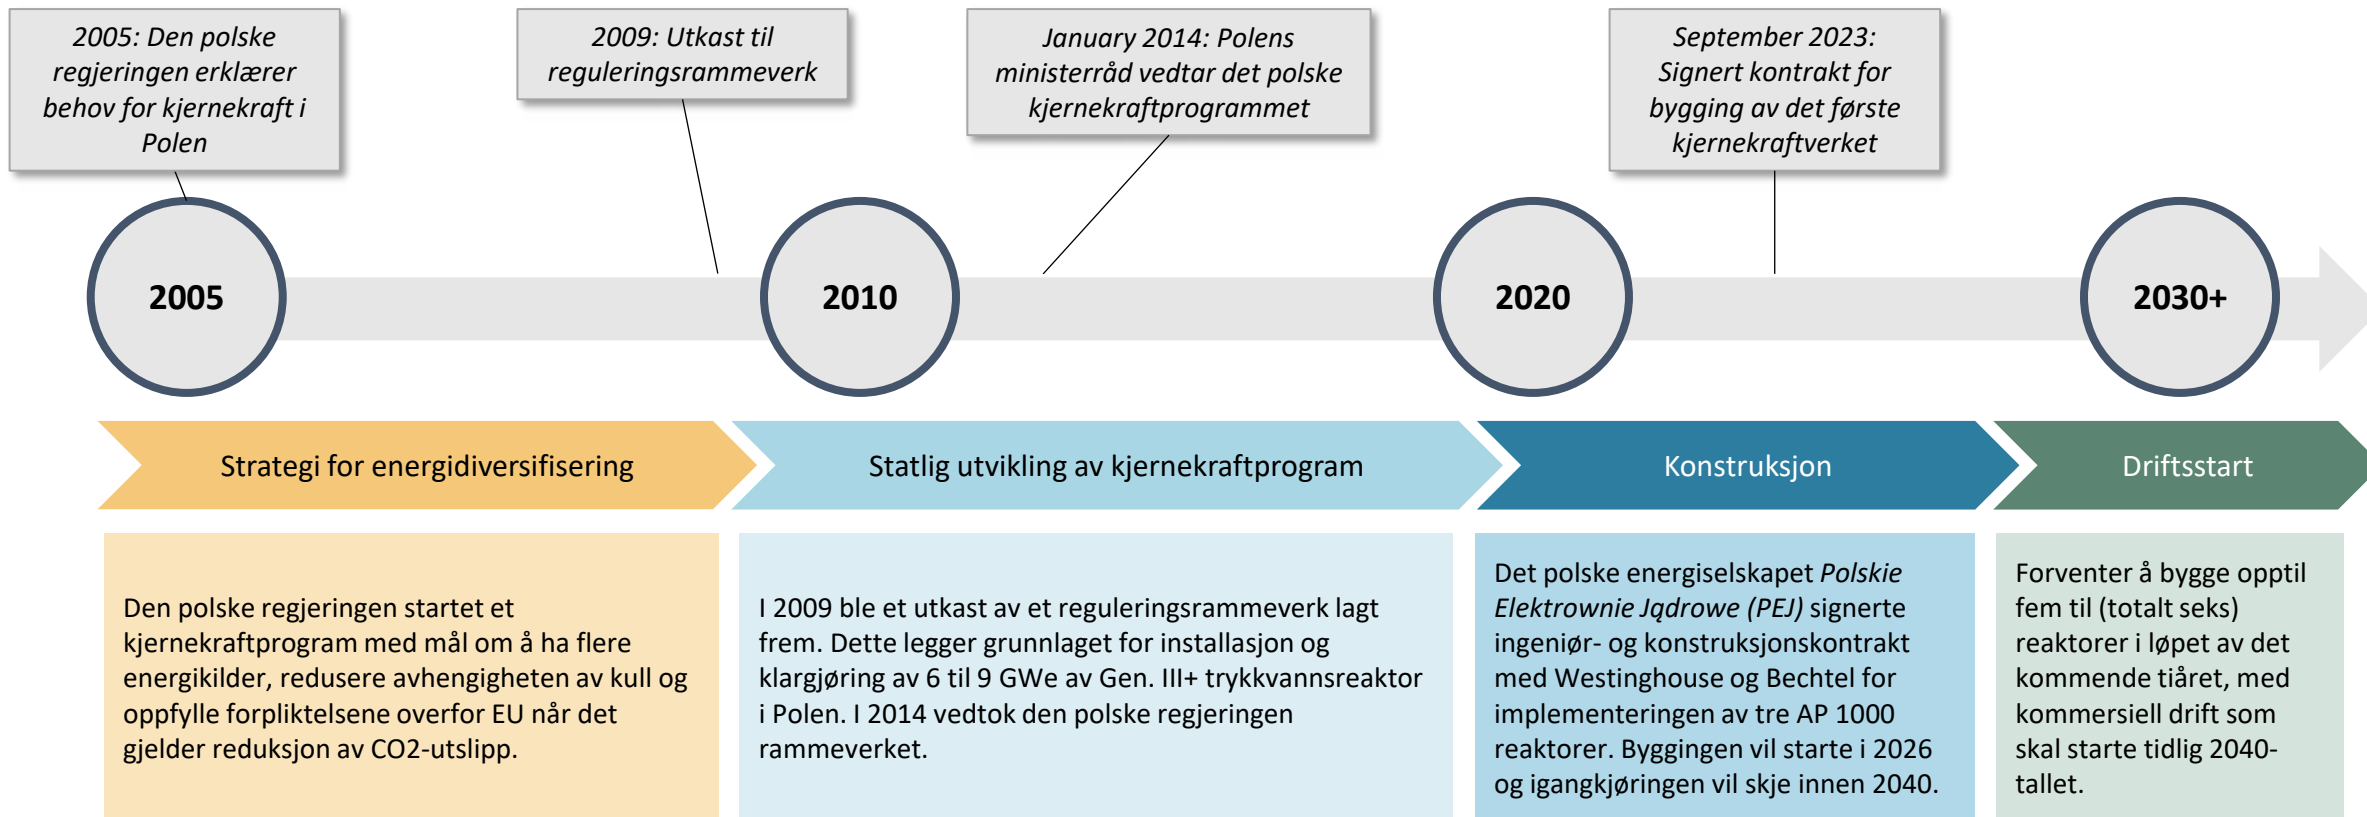 2005: Den polske
regjeringen erklærer
behov for kjernekraft i
Polen
2009: Utkast til
reguleringsrammeverk
January 2014: Polens
ministerråd vedtar det polske
kjernekraftprogrammet
September 2023:
Signert kontrakt for
bygging av det første
kjernekraftverket
2005
2010
2020
2030+
Strategi for energidiversifisering
Statlig utvikling av kjernekraftprogram
Konstruksjon
Driftsstart
Den polske regjeringen startet et
kjernekraftprogram med mål om å ha flere
energikilder, redusere avhengigheten av kull og
oppfylle forpliktelsene overfor EU når det
gjelder reduksjon av CO2-utslipp.
I 2009 ble et utkast av et reguleringsrammeverk lagt
frem. Dette legger grunnlaget for installasjon og
klargjøring av 6 til 9 GWe av Gen. III+ trykkvannsreaktor
i Polen. I 2014 vedtok den polske regjeringen
rammeverket.
Det polske energiselskapet Polskie
Elektrownie Jądrowe (PEJ) signerte
ingeniør- og konstruksjonskontrakt
med Westinghouse og Bechtel for
implementeringen av tre AP 1000
reaktorer. Byggingen vil starte i 2026
og igangkjøringen vil skje innen 2040.
Forventer å bygge opptil
fem til (totalt seks)
reaktorer i løpet av det
kommende tiåret, med
kommersiell drift som
skal starte tidlig 2040-
tallet.